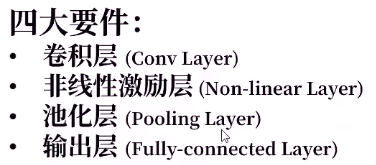 四大要件：
• 卷积层 (Conv Layer)
• 非线性激励层 (Non-linear Layer)
• 池化层 (Pooling Layer)
• 输出层 (Fully-connected Layer)